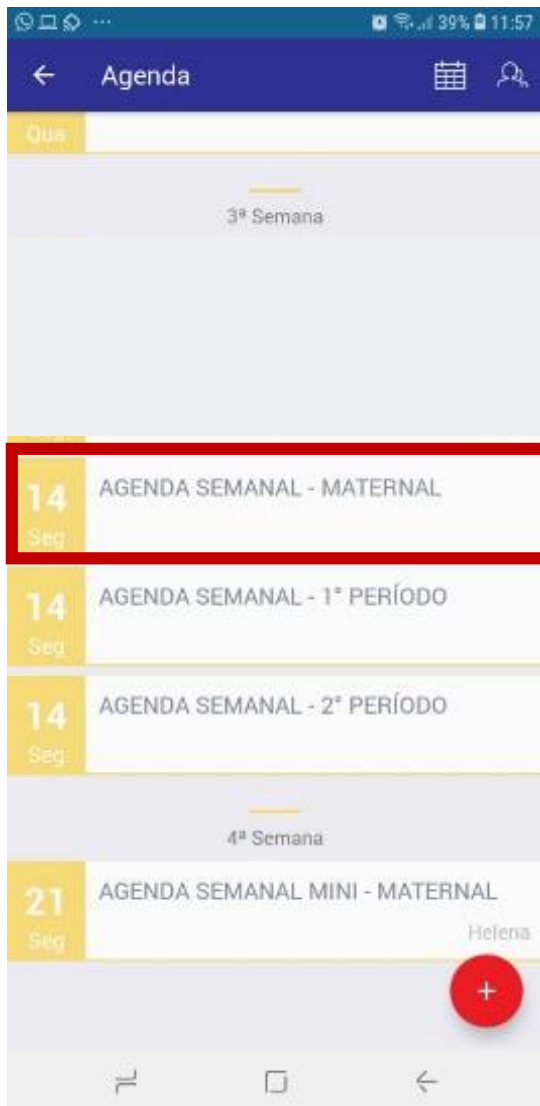 39% 11:57
Agenda
Qua
3ª Semana
14
Seg
AGENDA SEMANAL - MATERNAL
14
Seg
AGENDA SEMANAL - 1° PERÍODO
14
Seg
AGENDA SEMANAL - 2° PERÍODO
4ª Semana
21
Seg
AGENDA SEMANAL MINI - MATERNAL
Helena